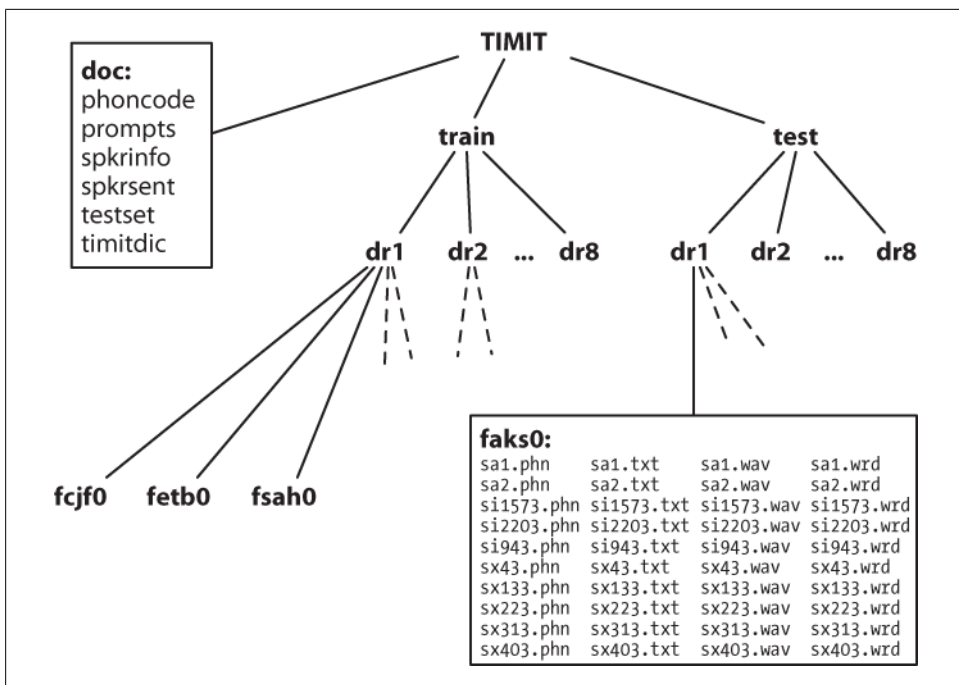 TIMIT
doc:
phoncode
prompts
spkrinfo
spkrsent
testset
timitdic
train
test
dr1 dr2 ... dr8
dr1 dr2 ... dr8
fcjf0 fetb0 fsah0
faks0:
sa1.phn sa1.txt sa1.wav sa1.wrd
sa2.phn sa2.txt sa2.wav sa2.wrd
si1573.phn si1573.txt si1573.wav si1573.wrd
si2203.phn si2203.txt si2203.wav si2203.wrd
si943.phn si943.txt si943.wav si943.wrd
sx43.phn sx43.txt sx43.wav sx43.wrd
sx133.phn sx133.txt sx133.wav sx133.wrd
sx223.phn sx223.txt sx223.wav sx223.wrd
sx313.phn sx313.txt sx313.wav sx313.wrd
sx403.phn sx403.txt sx403.wav sx403.wrd